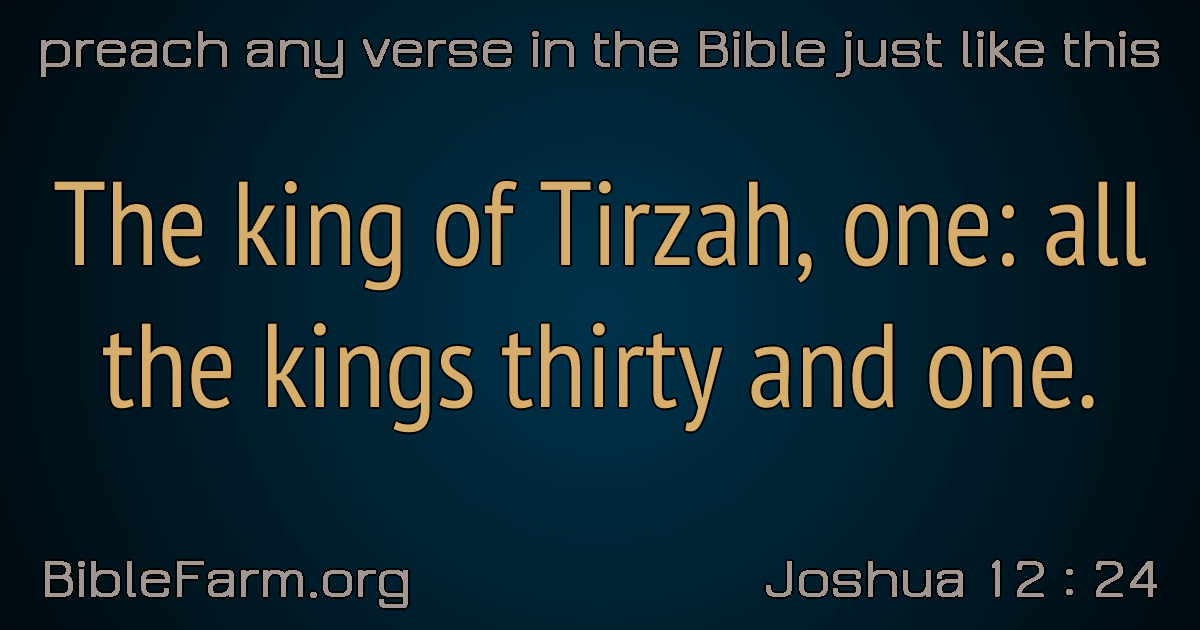 preach any verse in the Bible just like this
The king of Tirzah, one: all
the kings thirty and one.
BibleFarm.org
Joshua 12 : 24